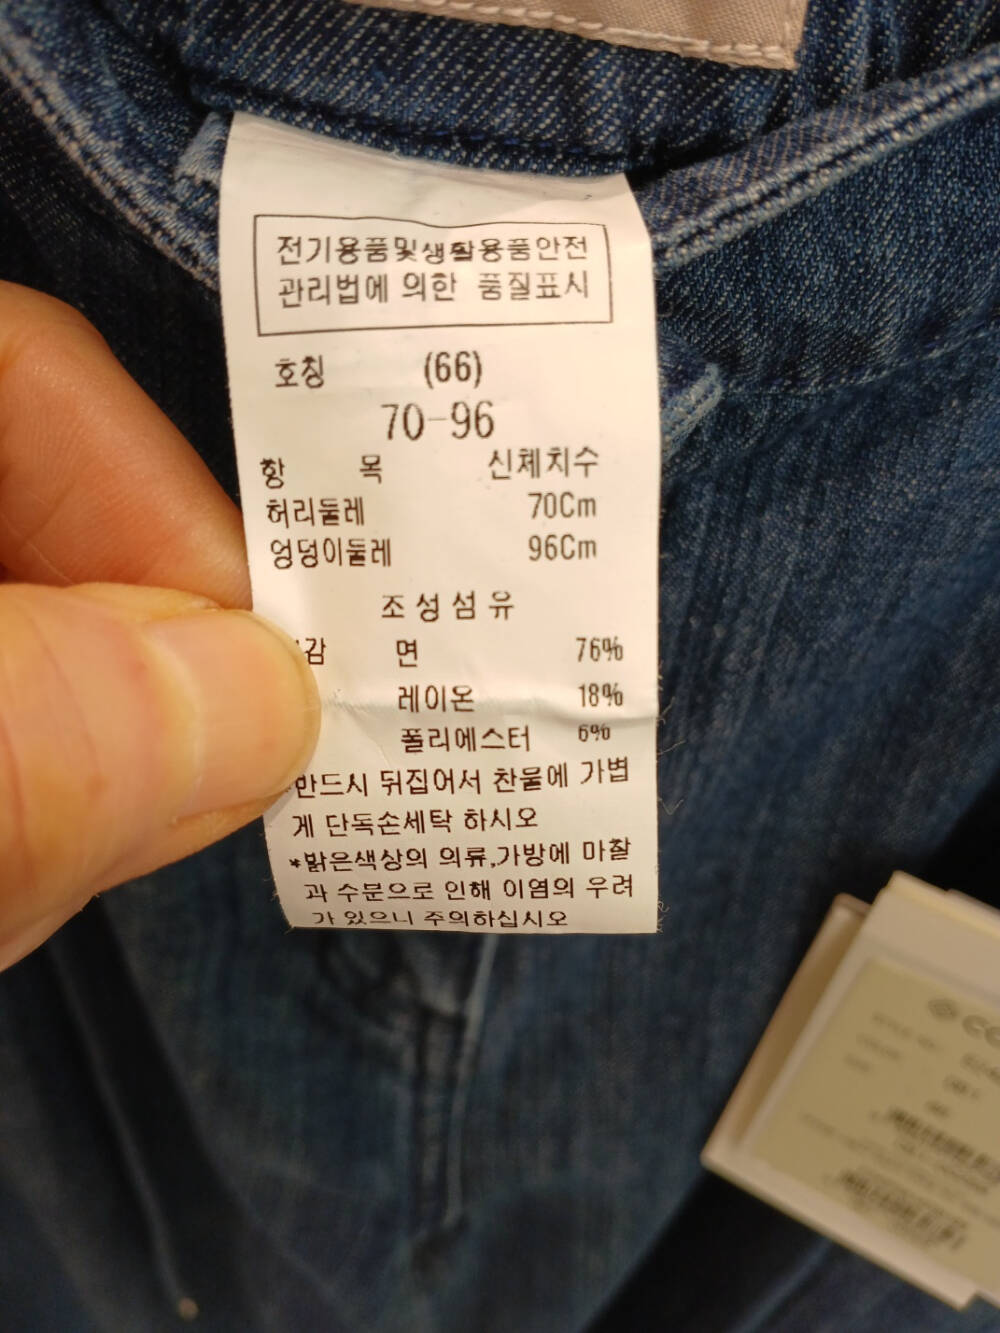 전기용품및생활용품안전
관리법에 의한 품질표시
호칭 (66)
70-96
항 목 신체치수
허리둘레 70Cm
엉덩이둘레 96Cm
조성섬유
감 면 76%
레이온 18%
폴리에스터 6%
반드시 뒤집어서 찬물에 가볍
게 단독손세탁 하시오
*밝은색상의 의류,가방에 마찰
과 수분으로 인해 이염의 우려
가 있으니 주의하십시오